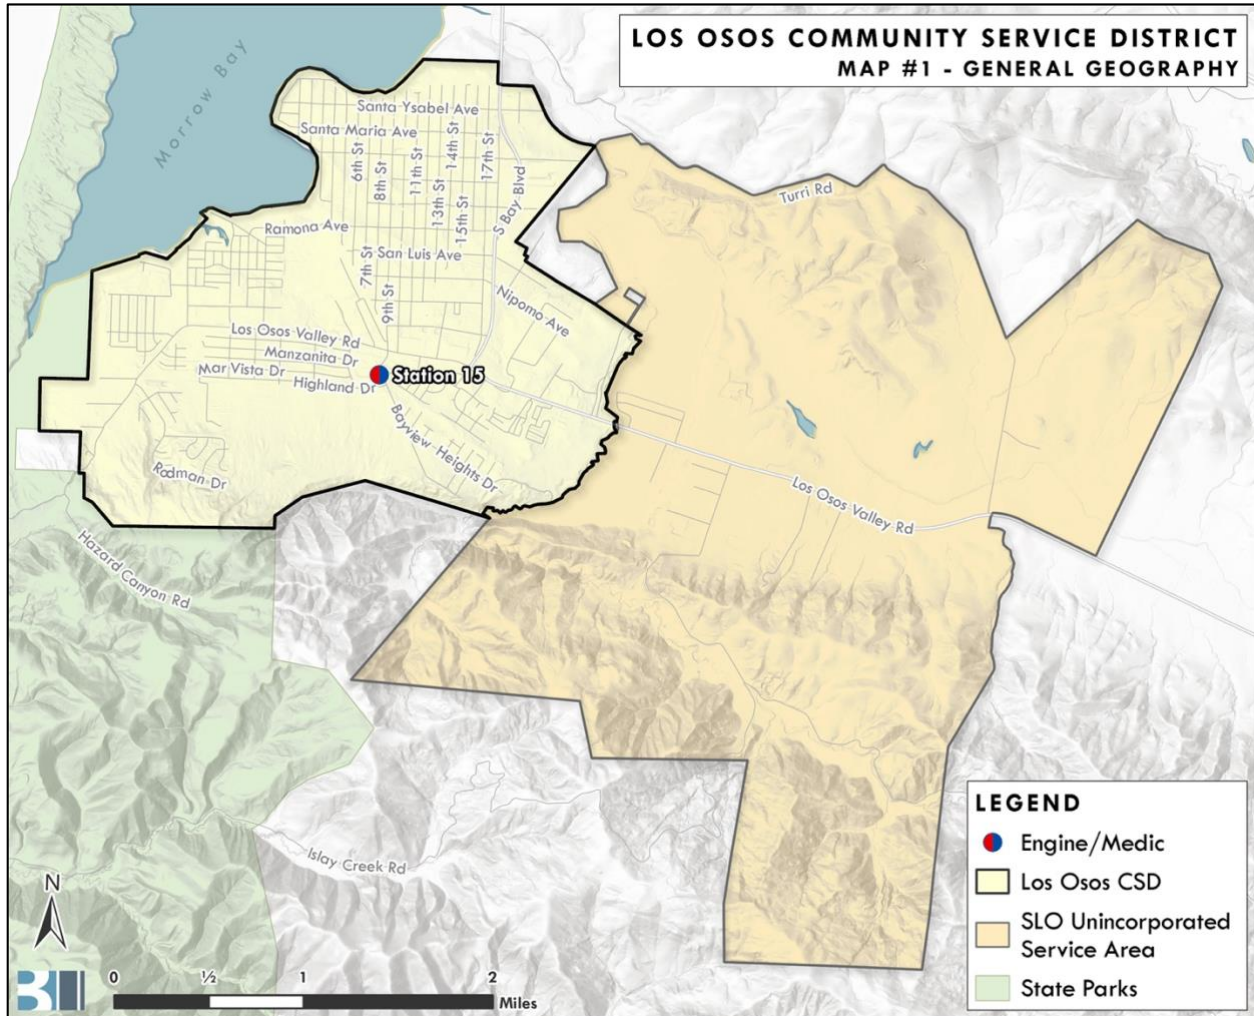 LOS OSOS COMMUNITY SERVICE DISTRICT
MAP #1 - GENERAL GEOGRAPHY
Morrow Bay
Santa Ysabel Ave
Santa Maria Ave
6th St
8th St
11th St
13th St
14th St
15th St
17th St
S Bay Blvd
Turri Rd
Ramona Ave
San Luis Ave
7th St
9th St
Nipomo Ave
Los Osos Valley Rd
Manzanita Dr
Mar Vista Dr
Highland Dr
Station 15
Bayview Heights Dr
Rodman Dr
Los Osos Valley Rd
Hazard Canyon Rd
Islay Creek Rd
LEGEND
Engine/Medic
Los Osos CSD
SLO Unincorporated
Service Area
State Parks
N
0 ½ 1 2
Miles